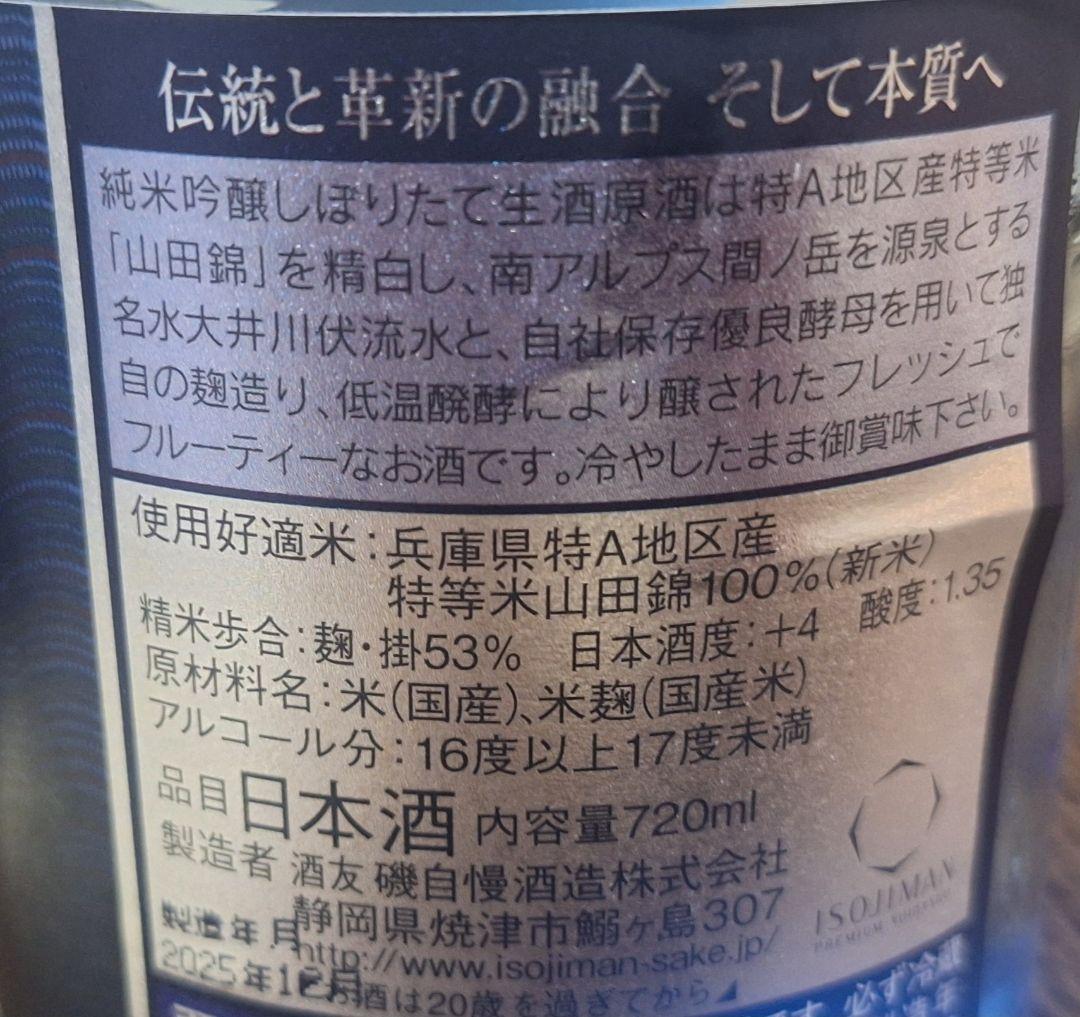 伝統と革新の融合 そして本質へ
純米吟醸しぼりたて生酒原酒は特A地区産特等米
「山田錦」を精白し、南アルプス間ノ岳を源泉とする
名水大井川伏流水と、自社保存優良酵母を用いて独
自の麹造り、低温醗酵により醸されたフレッシュで
フルーティーなお酒です。冷やしたまま御賞味下さい。
使用好適米：兵庫県特A地区産
特等米山田錦100%(新米)
精米歩合：麹・掛53% 日本酒度：+4 酸度：1.35
原材料名：米(国産)、米麹(国産米)
アルコール分：16度以上17度未満
品目 日本酒 内容量720ml
製造者 酒友 磯自慢酒造株式会社
静岡県焼津市鰯ヶ島307
製造年月
http://www.isojiman-sake.jp/
2025年12月
お酒は20歳を過ぎてから
ISOJIMAN
必ず冷蔵